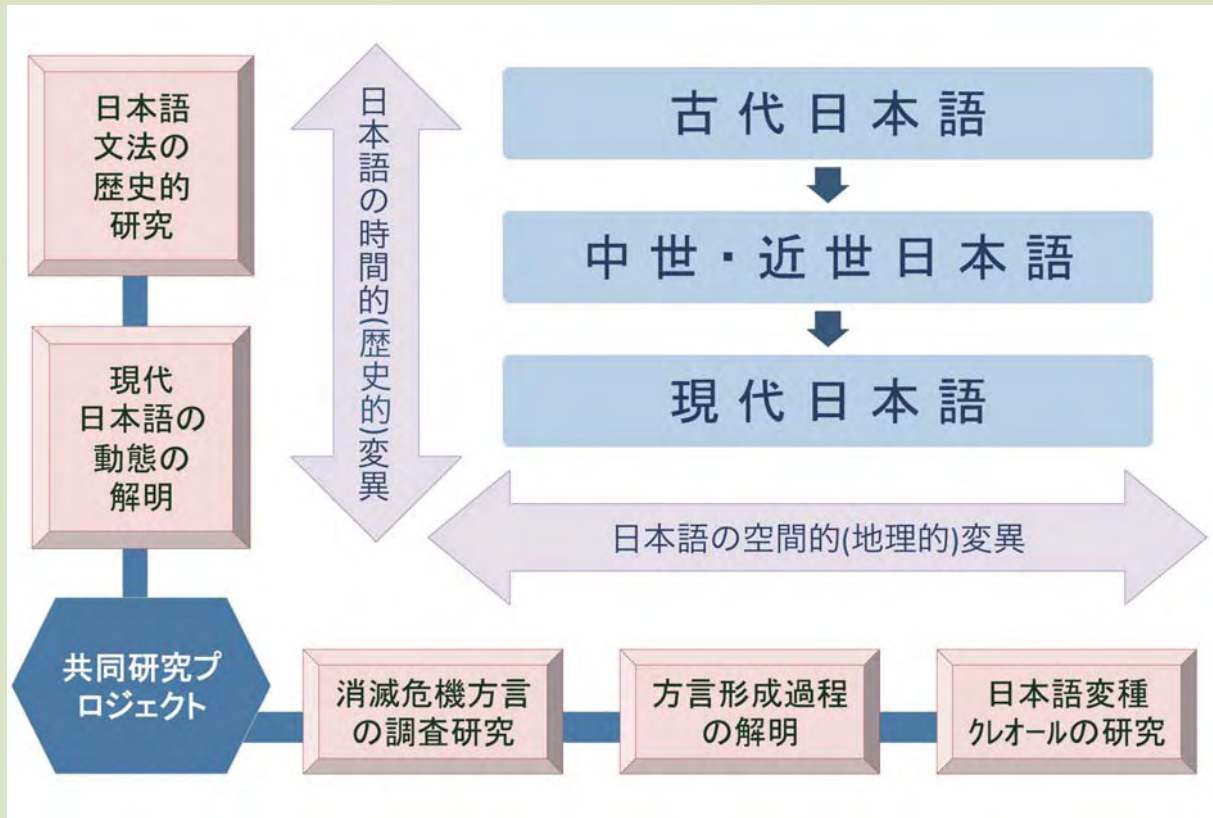 日本語
文法の
歴史的
研究
現代
日本語の
動態の
解明
日本語の時間的(歴史的)変異
古代日本語
中世・近世日本語
現代日本語
日本語の空間的(地理的)変異
共同研究プ
ロジェクト
消滅危機方言
の調査研究
方言形成過程
の解明
日本語変種
クレオールの研究